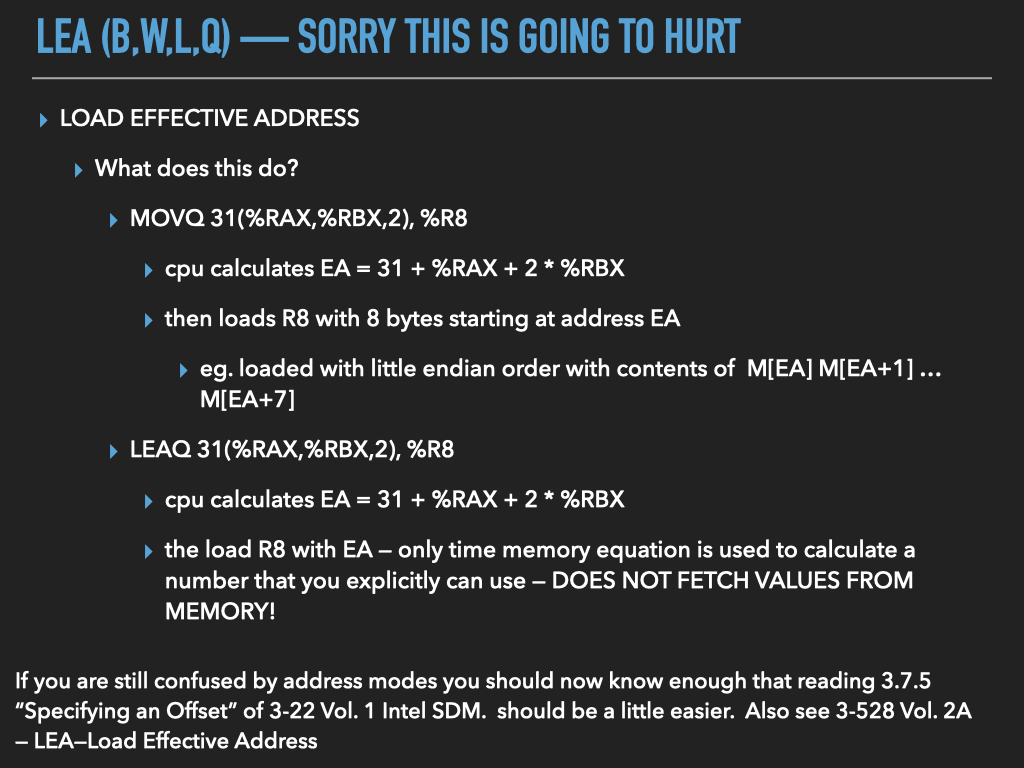 LEA (B,W,L,Q) — SORRY THIS IS GOING TO HURT
LOAD EFFECTIVE ADDRESS
What does this do?
MOVQ 31(%RAX,%RBX,2), %R8
cpu calculates EA = 31 + %RAX + 2 * %RBX
then loads R8 with 8 bytes starting at address EA
eg. loaded with little endian order with contents of  M[EA] M[EA+1] …
M[EA+7]
LEAQ 31(%RAX,%RBX,2), %R8
cpu calculates EA = 31 + %RAX + 2 * %RBX
the load R8 with EA – only time memory equation is used to calculate a
number that you explicitly can use – DOES NOT FETCH VALUES FROM
MEMORY!
If you are still confused by address modes you should now know enough that reading 3.7.5
“Specifying an Offset” of 3-22 Vol. 1 Intel SDM.  should be a little easier.  Also see 3-528 Vol. 2A
– LEA—Load Effective Address